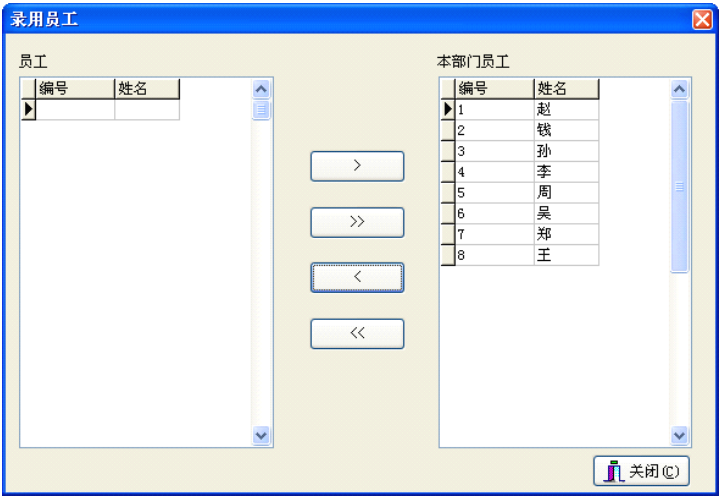 录用员工
员工
编号 姓名
>
>>
<
<<
本部门员工
编号 姓名
1 赵
2 钱
3 孙
4 李
5 周
6 吴
7 郑
8 王
关闭(C)